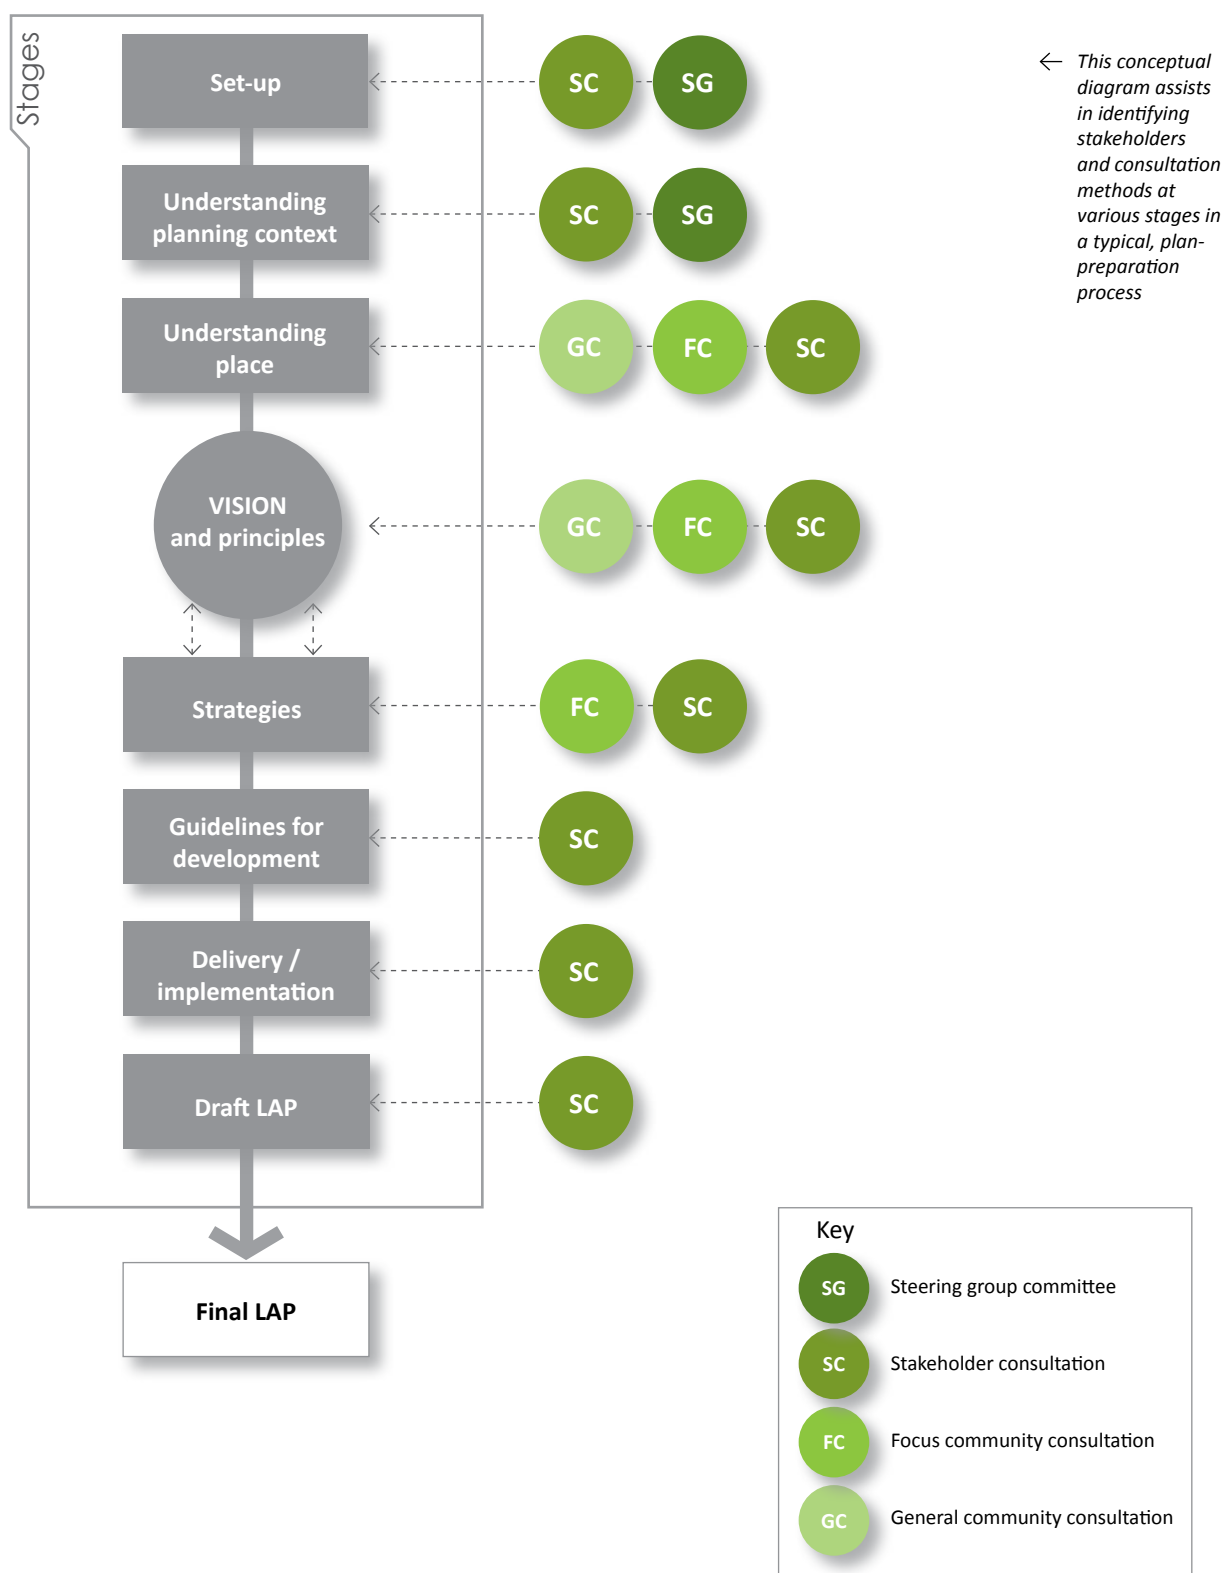 Stages
Set-up
SC
SG
← This conceptual
diagram assists
in identifying
stakeholders
and consultation
methods at
various stages in
a typical, plan-
preparation
process
Understanding
planning context
SC
SG
Understanding
place
GC
FC
SC
VISION
and principles
GC
FC
SC
Strategies
FC
SC
Guidelines for
development
SC
Delivery /
implementation
SC
Draft LAP
SC
Final LAP
Key
SG
Steering group committee
SC
Stakeholder consultation
FC
Focus community consultation
GC
General community consultation